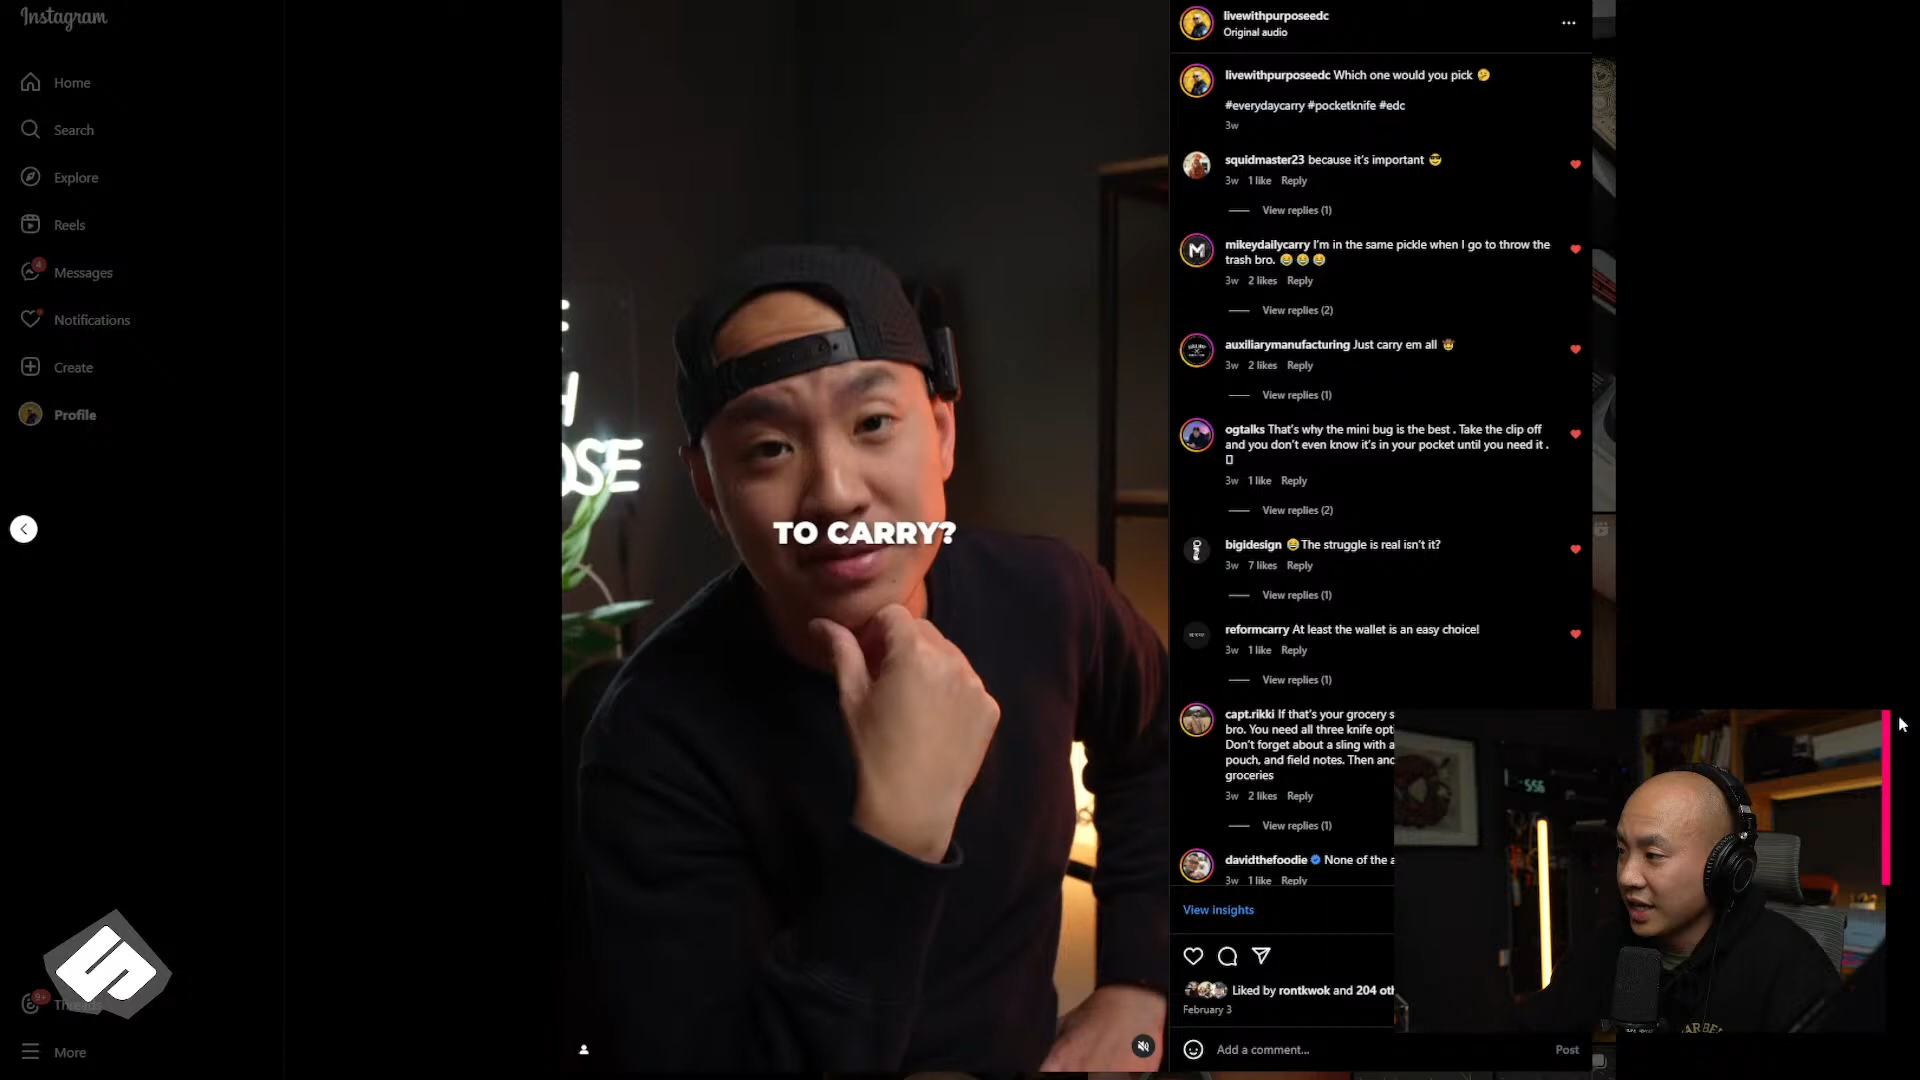 Instagram
Home
Search
Explore
Reels
4
Messages
Notifications
Create
Profile
9+
More
OSE
TO CARRY?
livewithpurposeedc
Original audio
livewithpurposeedc Which one would you pick 🤔
#everydaycarry #pocketknife #edc
3w
squidmaster23 because it's important 😎
3w 1 like Reply
View replies (1)
mikeydailycarry I'm in the same pickle when I go to throw the
trash bro. 😂 😂 😂
3w 2 likes Reply
View replies (2)
auxiliarymanufacturing Just carry em all 🤠
3w 2 likes Reply
View replies (1)
ogtalks That's why the mini bug is the best . Take the clip off
and you don't even know it's in your pocket until you need it .
3w 1 like Reply
View replies (2)
bigidesign 😂The struggle is real isn't it?
3w 7 likes Reply
View replies (1)
reformcarry At least the wallet is an easy choice!
3w 1 like Reply
View replies (1)
capt.rikki If that's your grocery s
bro. You need all three knife opti
Don't forget about a sling with a
pouch, and field notes. Then and
groceries
3w 2 likes Reply
View replies (1)
davidthefoodie None of the a
3w 1 like Reply
View insights
Liked by rontkwok and 204 oth
February 3
Add a comment...
Post
5:56